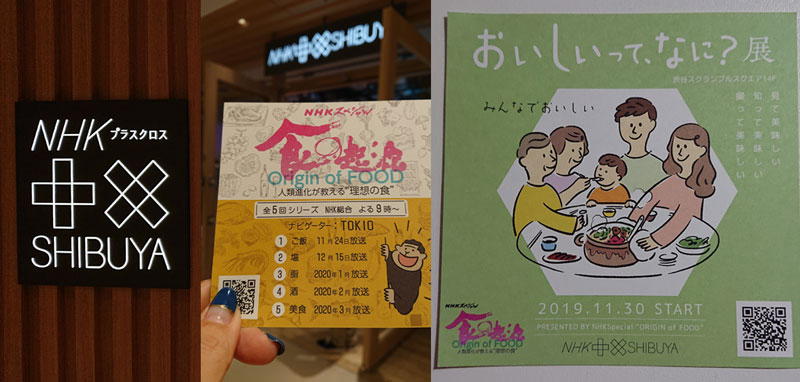 NHK プラスクロス
SHIBUYA
NHK SHIBUYA
NHKスペシャル
食の起源
Origin of FOOD
人類進化が教える"理想の食"
全5回シリーズ NHK総合 よる9時～
ナビゲーター：TOKIO
1 ご飯 11月24日放送
2 塩 12月15日放送
3 脂 2020年1月放送
4 酒 2020年2月放送
5 美食 2020年3月放送
おいしいって、なに？展
渋谷スクランブルスクエア14F
みんなでおいしい
見て美味しい
知って美味しい
撮って美味しい
2019.11.30 START
PRESENTED BY NHKSpecial "ORIGIN of FOOD"
NHKスペシャル
食の起源
Origin of FOOD
人類進化が教える"理想の食"
NHK SHIBUYA